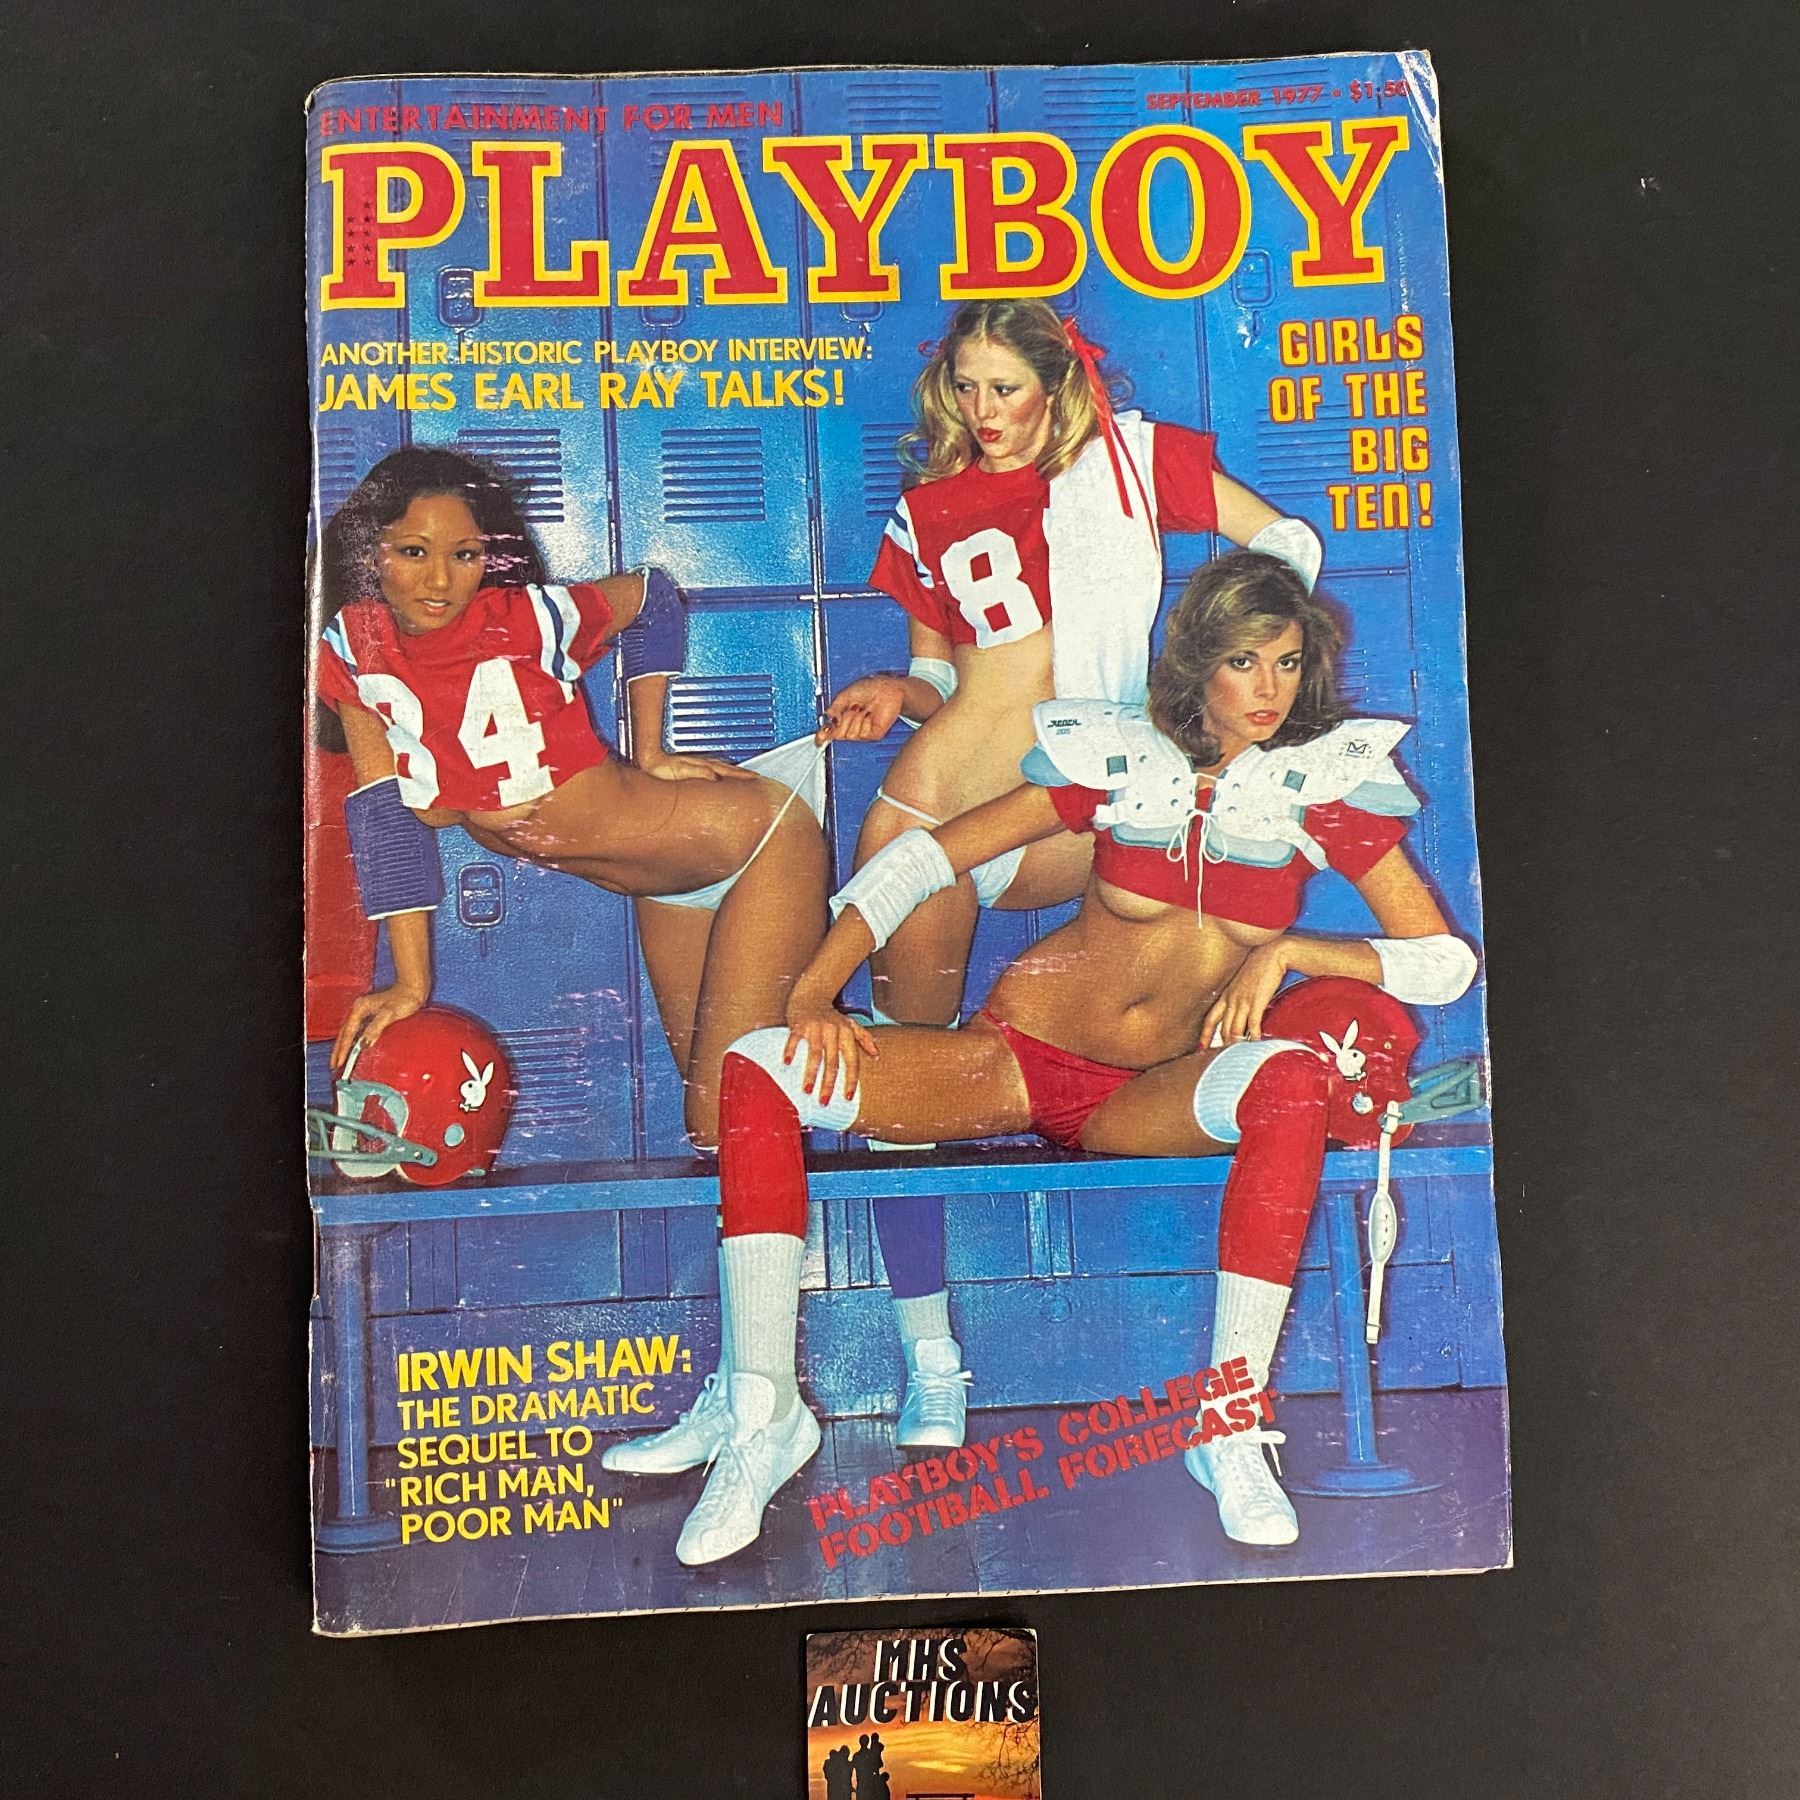 ENTERTAINMENT FOR MEN
SEPTEMBER 1977 • $1.50
PLAYBOY
ANOTHER HISTORIC PLAYBOY INTERVIEW:
JAMES EARL RAY TALKS!
GIRLS
OF THE
BIG
TEN!
84
8
IRWIN SHAW:
THE DRAMATIC
SEQUEL TO
"RICH MAN,
POOR MAN"
PLAYBOY'S COLLEGE
FOOTBALL FORECAST
MHS
AUCTIONS